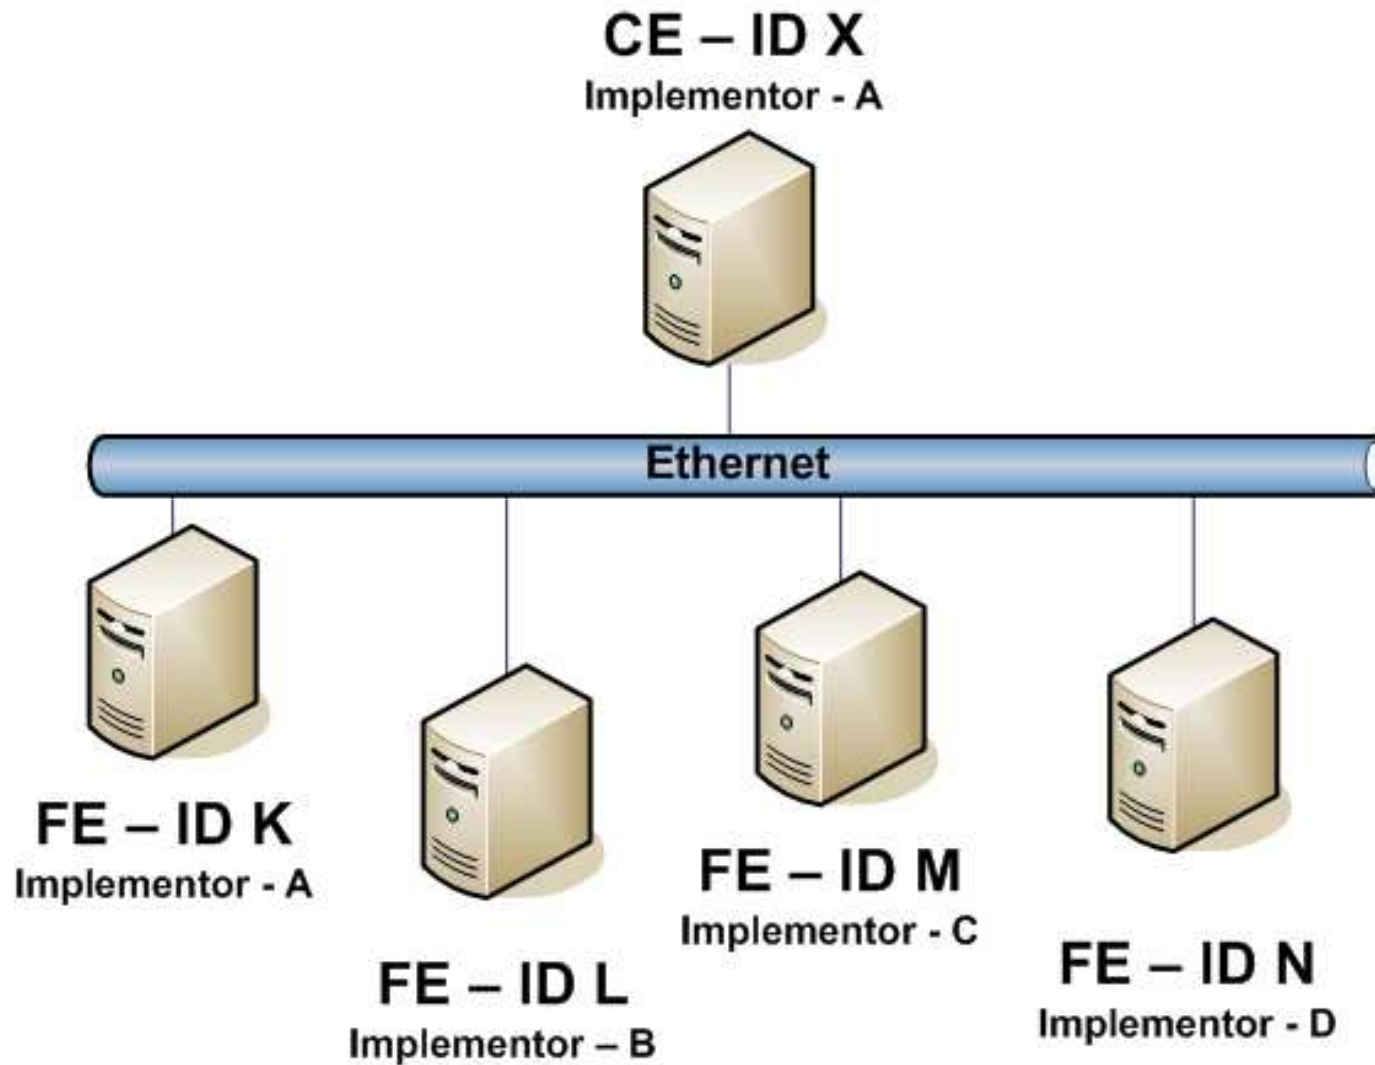 CE – ID X
Implementor - A
Ethernet
FE – ID K
Implementor - A
FE – ID L
Implementor – B
FE – ID M
Implementor - C
FE – ID N
Implementor - D